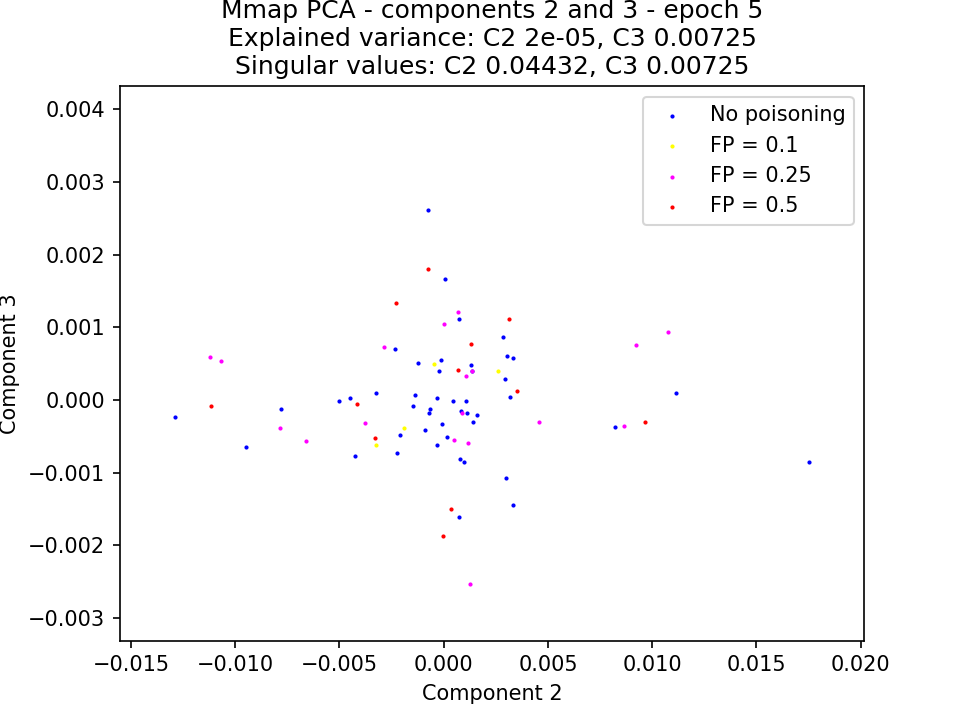 Mmap PCA - components 2 and 3 - epoch 5
Explained variance: C2 2e-05, C3 0.00725
Singular values: C2 0.04432, C3 0.00725
No poisoning
FP = 0.1
FP = 0.25
FP = 0.5
0.004
0.003
0.002
0.001
0.000
−0.001
−0.002
−0.003
Component 3
−0.015 −0.010 −0.005 0.000 0.005 0.010 0.015 0.020
Component 2